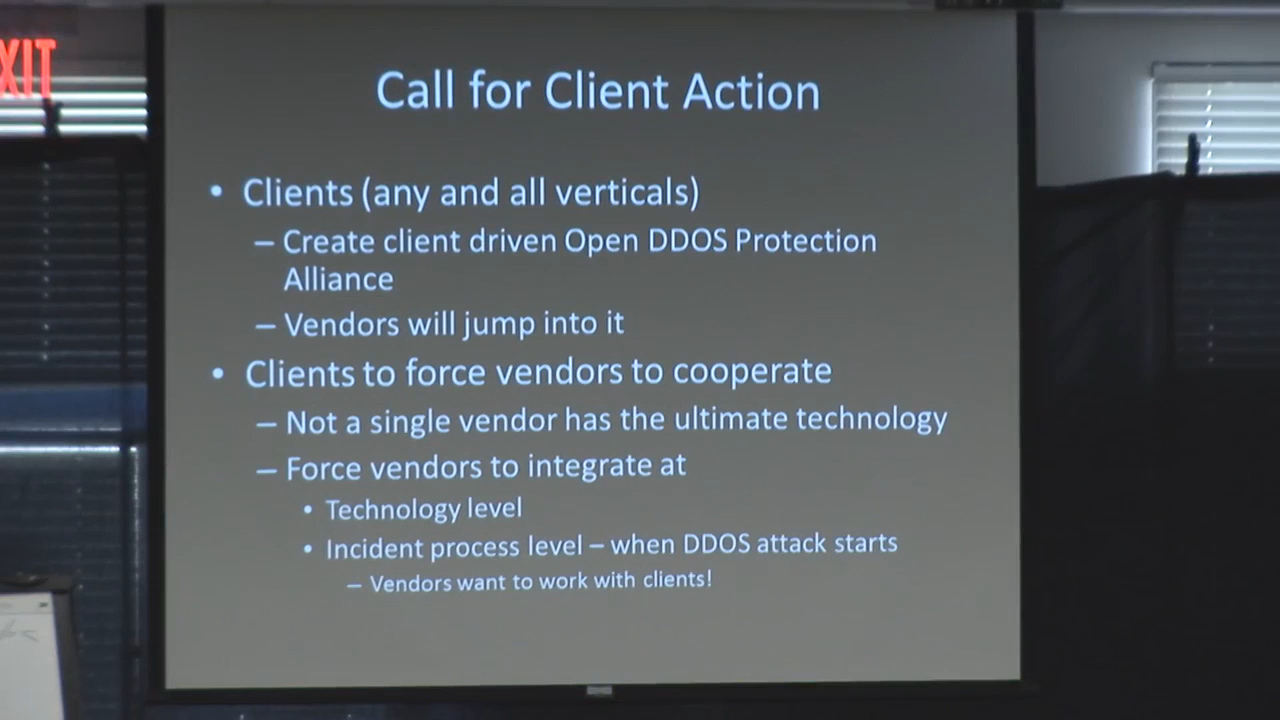 XIT
Call for Client Action
• Clients (any and all verticals)
– Create client driven Open DDOS Protection
Alliance
– Vendors will jump into it
• Clients to force vendors to cooperate
– Not a single vendor has the ultimate technology
– Force vendors to integrate at
• Technology level
• Incident process level – when DDOS attack starts
– Vendors want to work with clients!